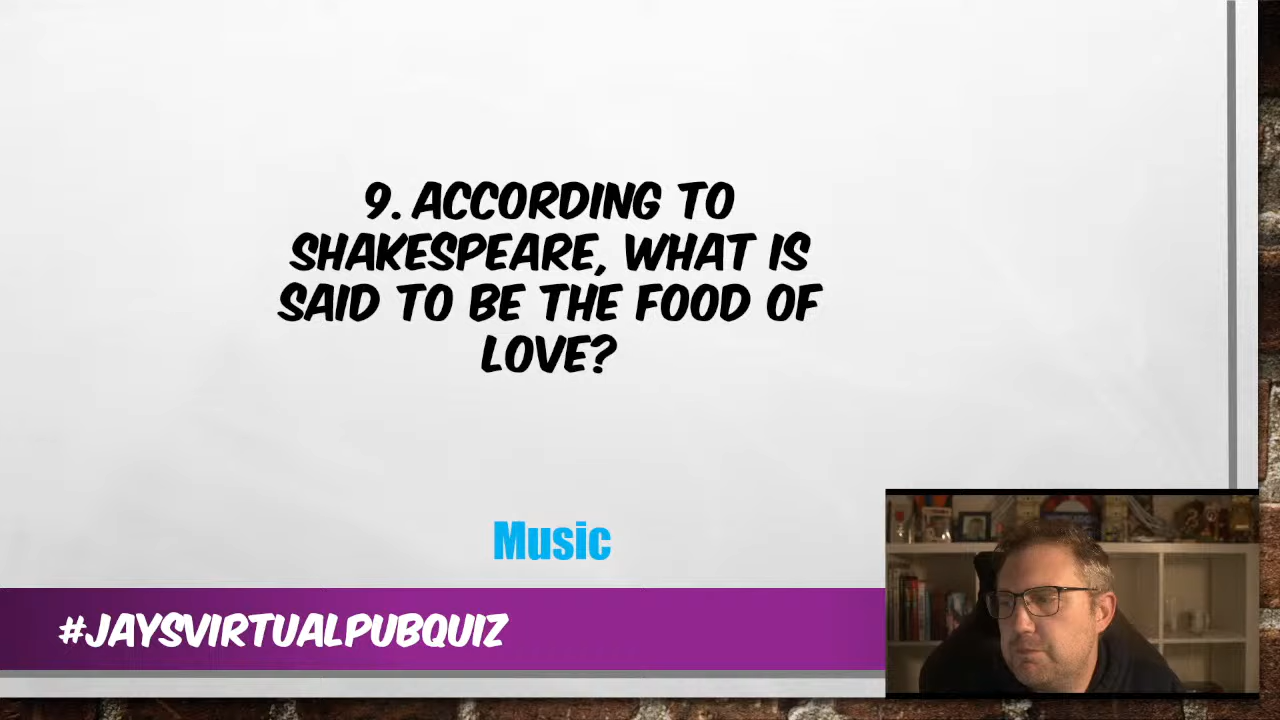 9. ACCORDING TO
SHAKESPEARE, WHAT IS
SAID TO BE THE FOOD OF
LOVE?
Music
#JAYSVIRTUALPUBQUIZ